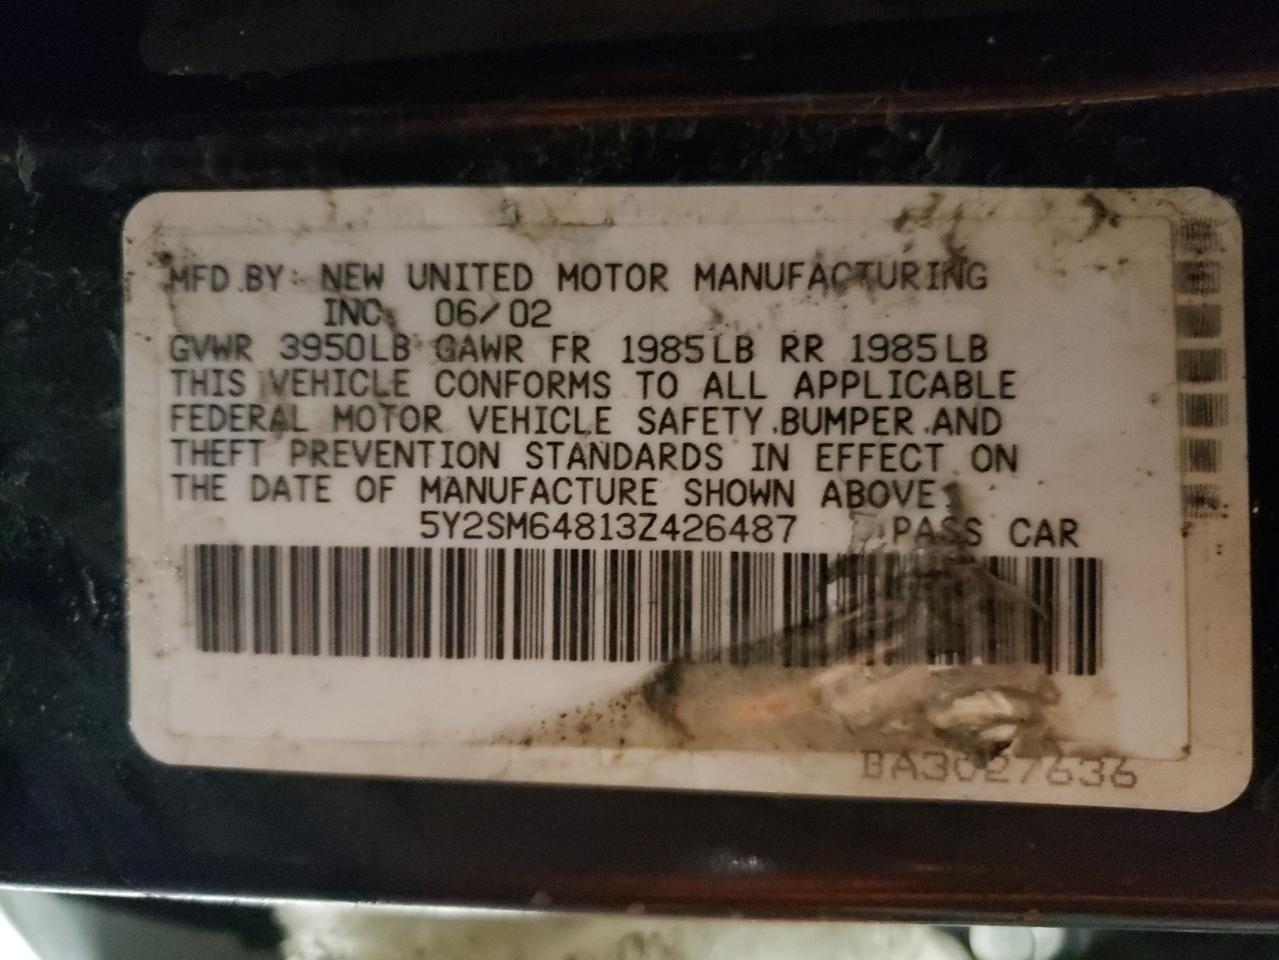 MFD.BY: NEW UNITED MOTOR MANUFACTURING
INC. 06/02
GVWR 3950LB GAWR FR 1985LB RR 1985LB
THIS VEHICLE CONFORMS TO ALL APPLICABLE
FEDERAL MOTOR VEHICLE SAFETY,BUMPER,AND
THEFT PREVENTION STANDARDS IN EFFECT ON
THE DATE OF MANUFACTURE SHOWN ABOVE.
5Y2SM64813Z426487 PASS CAR
BA3027636